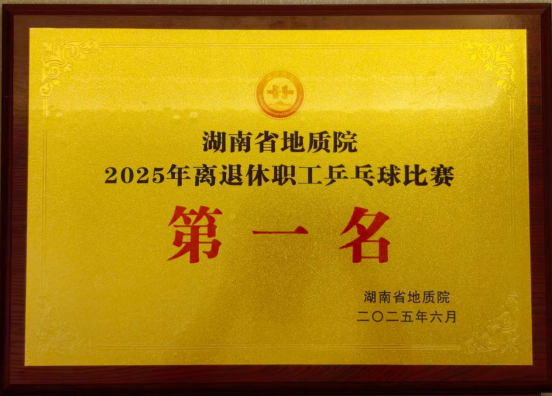 湖南省地质院
2025年离退休职工乒乓球比赛
第一名
湖南省地质院
二〇二五年六月